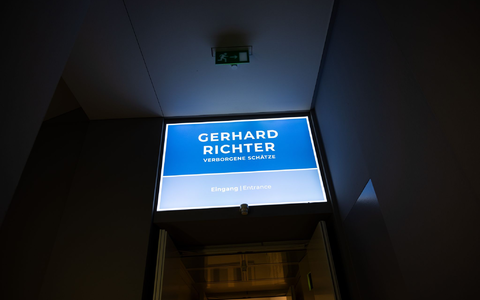 GERHARD
RICHTER
VERBORGENE SCHÄTZE
Eingang | Entrance